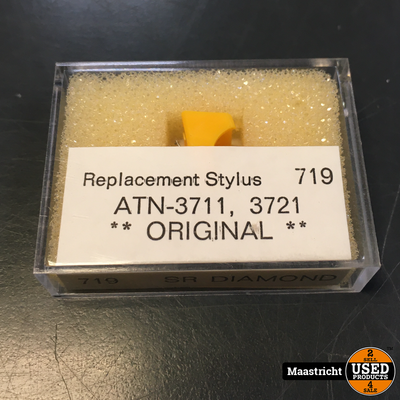 Replacement Stylus 719
ATN-3711, 3721
** ORIGINAL **
719 SR DIAMOND
Maastricht
2
SELL
USED
PRODUCTS
4
SALE